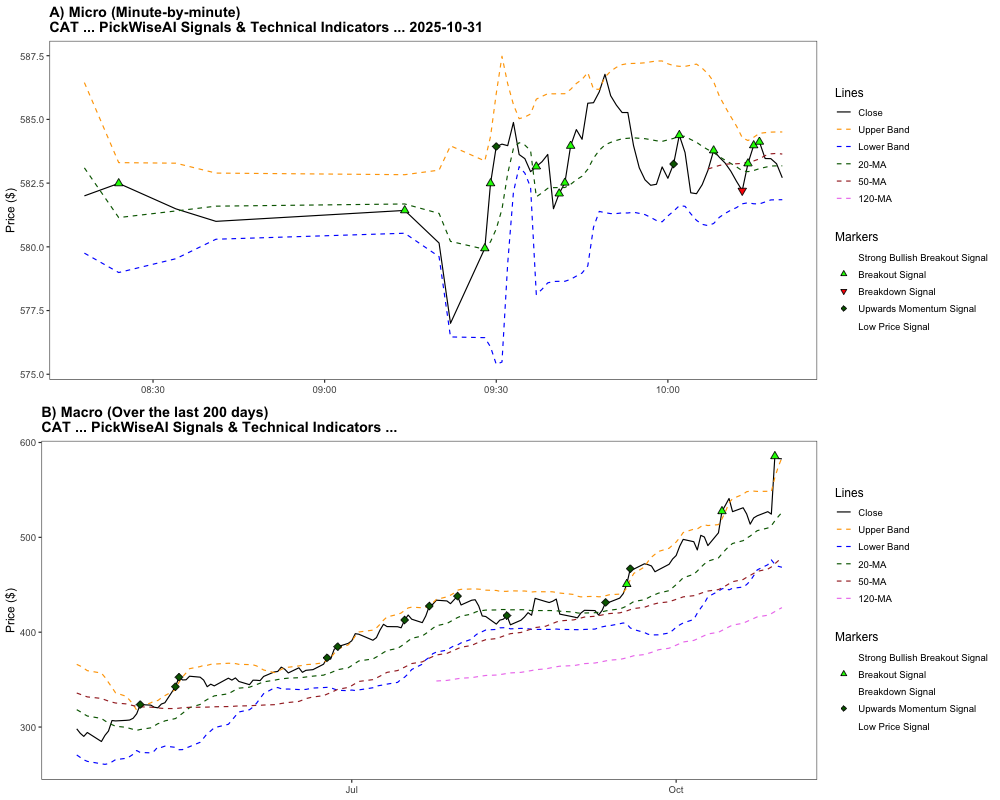 A) Micro (Minute-by-minute)
CAT ... PickWiseAI Signals & Technical Indicators ... 2025-10-31
Price ($)
587.5
585.0
582.5
580.0
577.5
575.0
08:30
09:00
09:30
10:00
Lines
Close
Upper Band
Lower Band
20-MA
50-MA
120-MA
Markers
Strong Bullish Breakout Signal
Breakout Signal
Breakdown Signal
Upwards Momentum Signal
Low Price Signal
B) Macro (Over the last 200 days)
CAT ... PickWiseAI Signals & Technical Indicators ...
Price ($)
600
500
400
300
Jul
Oct
Lines
Close
Upper Band
Lower Band
20-MA
50-MA
120-MA
Markers
Strong Bullish Breakout Signal
Breakout Signal
Breakdown Signal
Upwards Momentum Signal
Low Price Signal